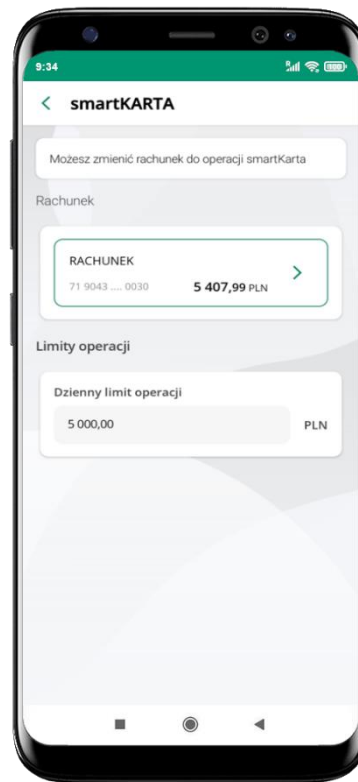 9:34
smartKARTA
Możesz zmienić rachunek do operacji smartKarta
Rachunek
RACHUNEK
71 9043 .... 0030 5 407,99 PLN
Limity operacji
Dzienny limit operacji
5 000,00 PLN